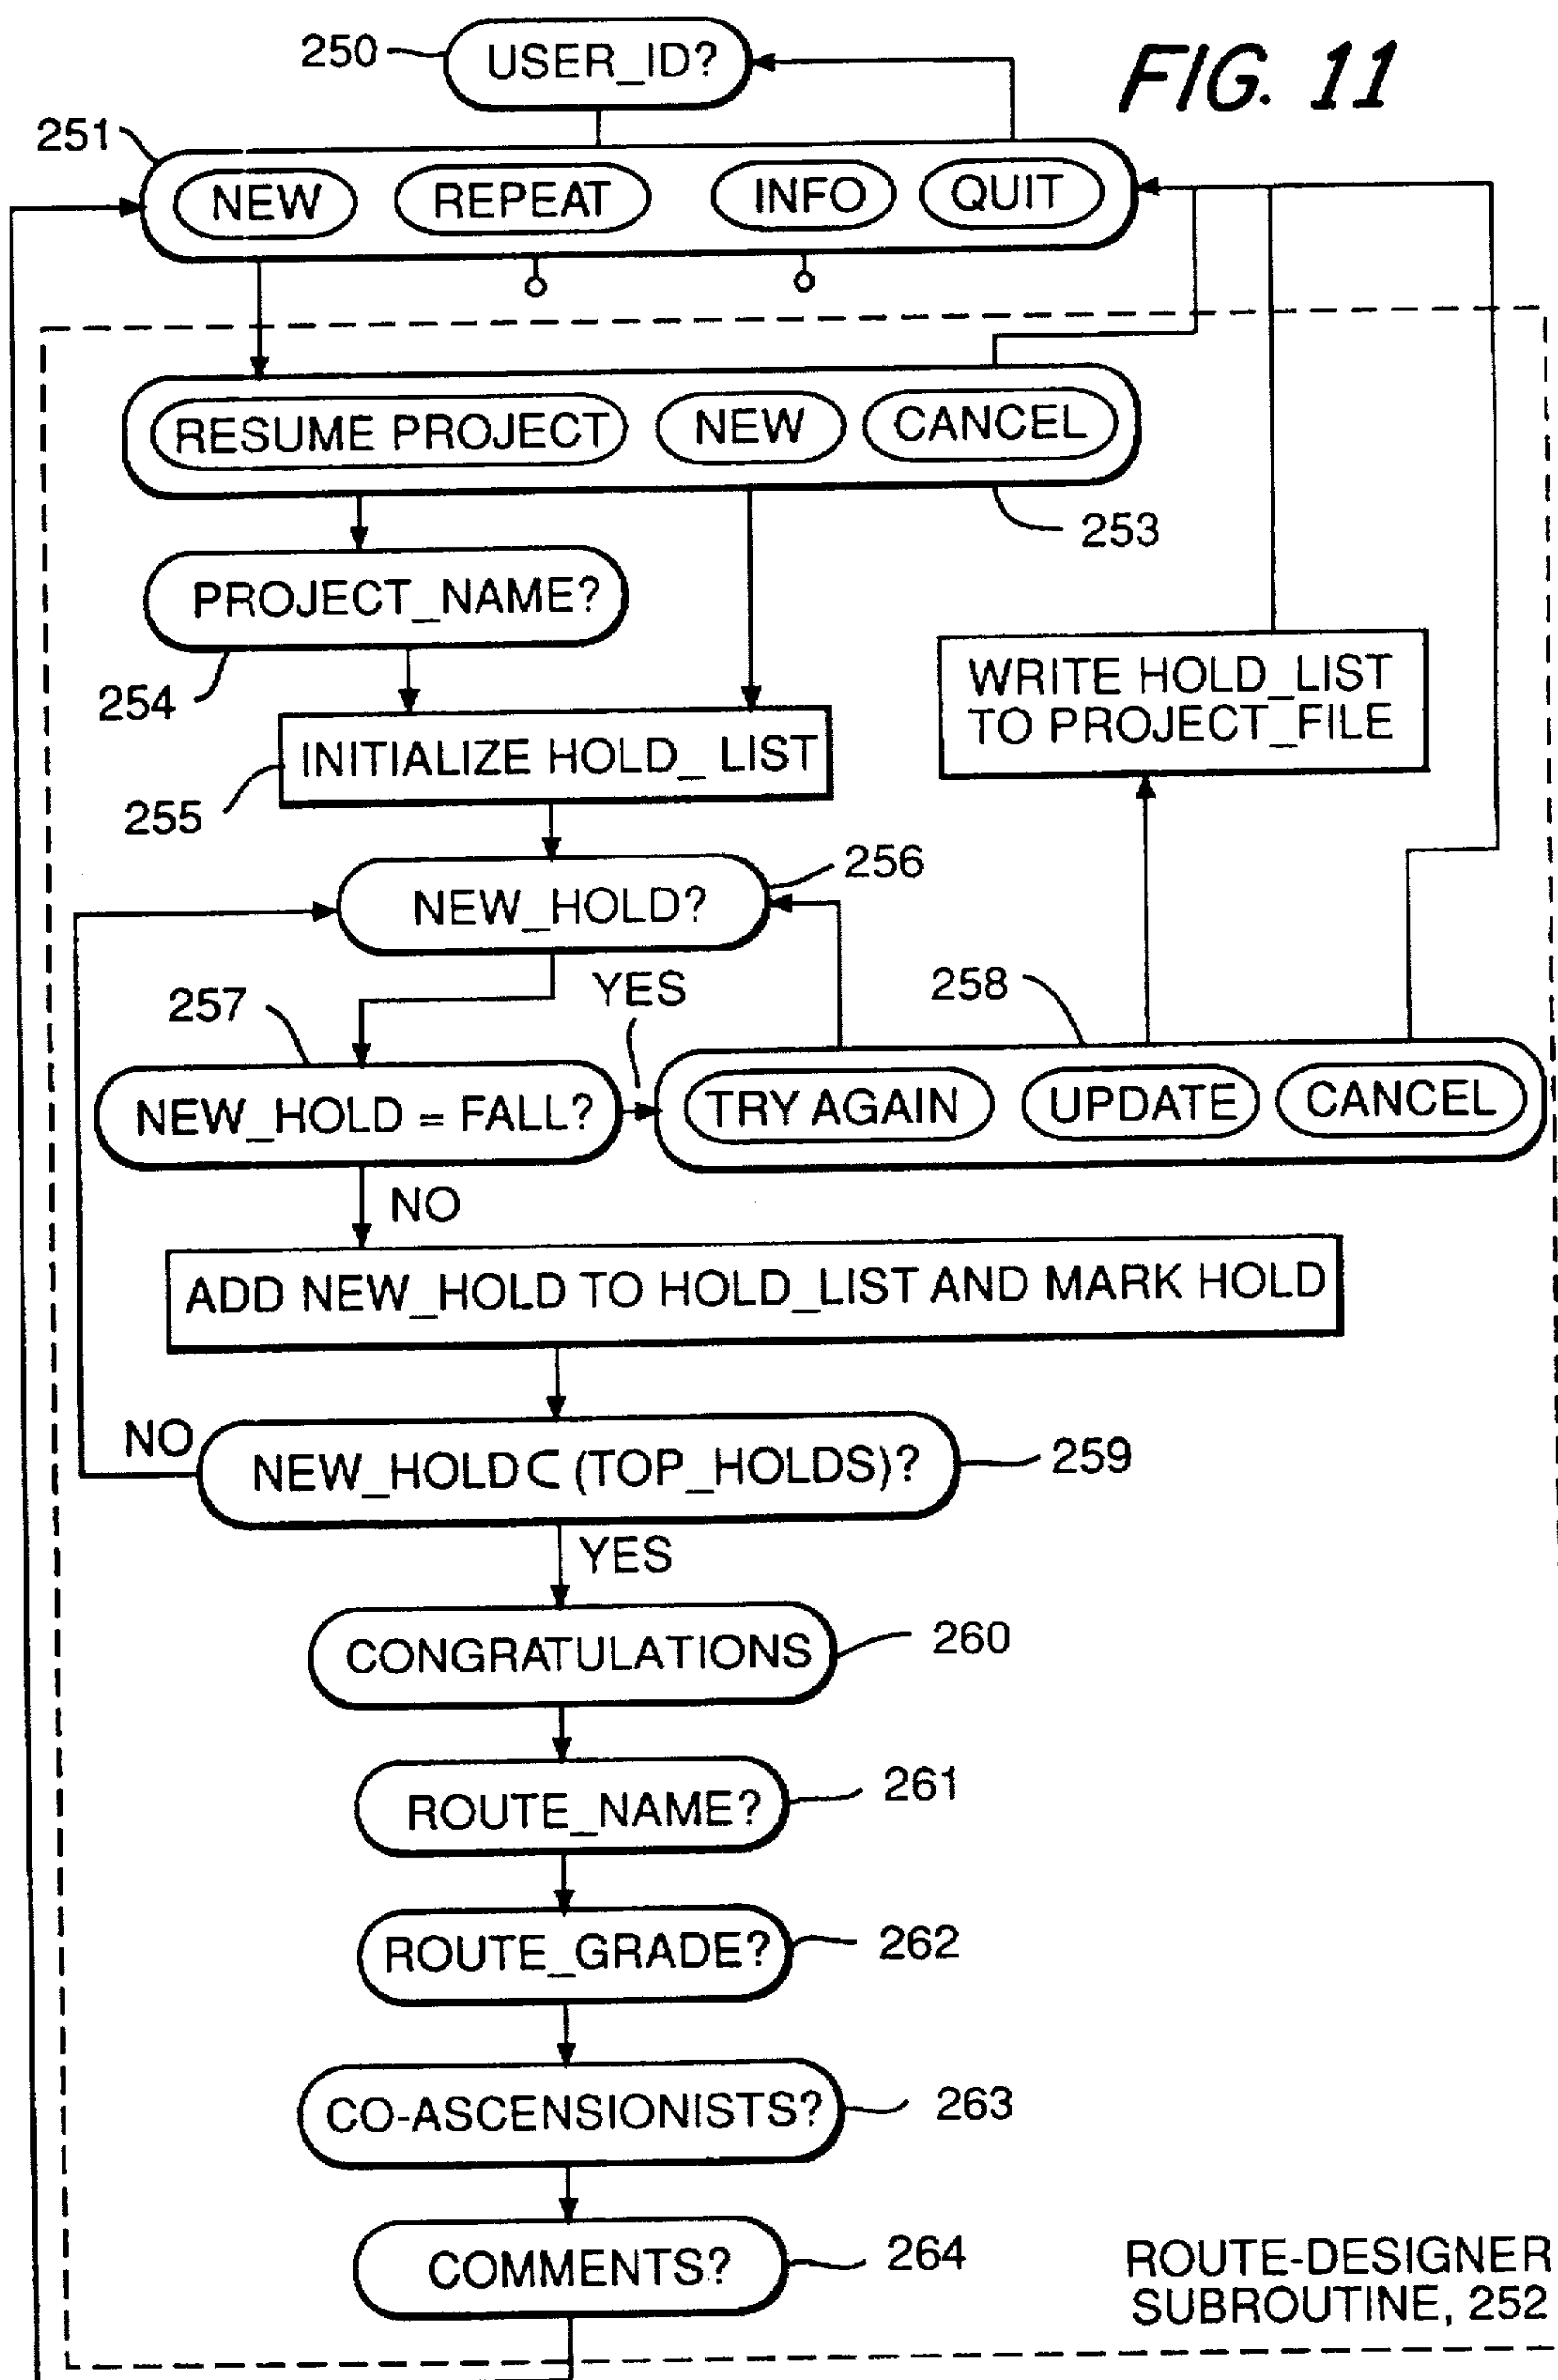 250
USER_ID?
FIG. 11
251
NEW
REPEAT
INFO
QUIT
RESUME PROJECT
NEW
CANCEL
253
PROJECT_NAME?
254
WRITE HOLD_LIST
TO PROJECT_FILE
INITIALIZE HOLD_ LIST
255
NEW_HOLD?
256
YES
257
258
NEW_HOLD = FALL?
TRY AGAIN
UPDATE
CANCEL
NO
ADD NEW_HOLD TO HOLD_LIST AND MARK HOLD
NO
NEW_HOLD ⊂ (TOP_HOLDS)?
259
YES
CONGRATULATIONS
260
ROUTE_NAME?
261
ROUTE_GRADE?
262
CO-ASCENSIONISTS?
263
COMMENTS?
264
ROUTE-DESIGNER
SUBROUTINE, 252